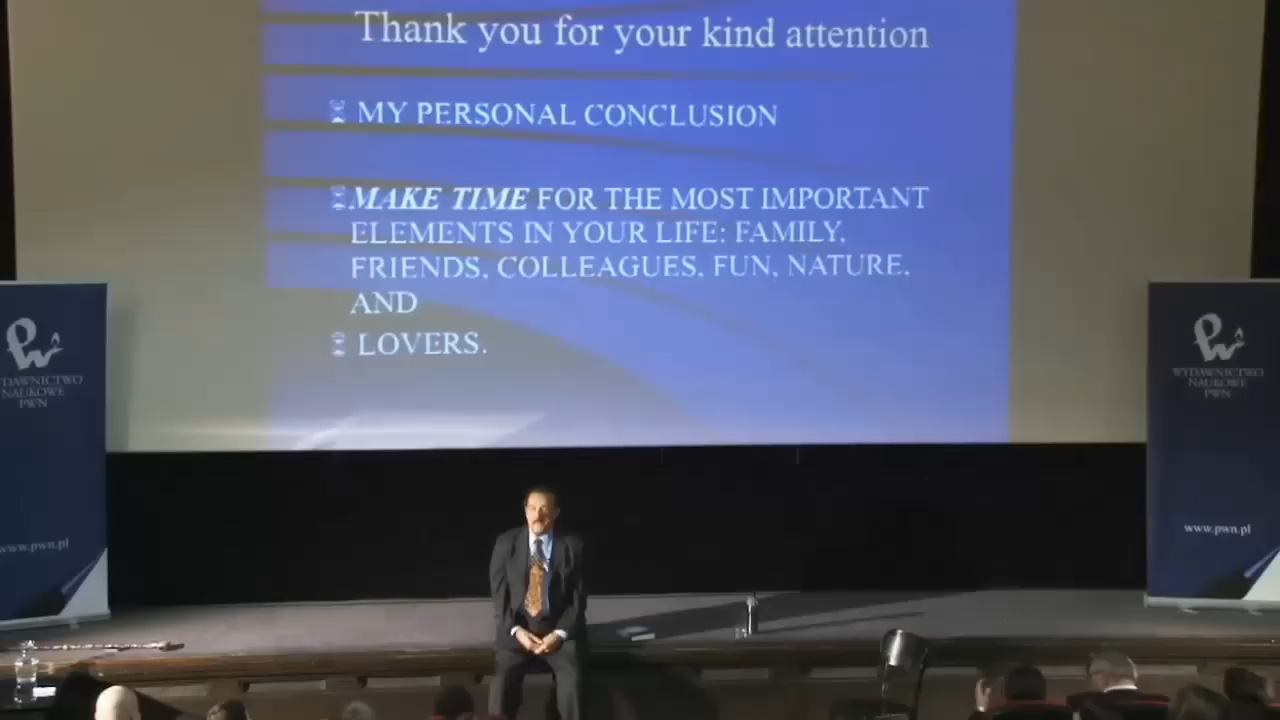 Thank you for your kind attention
MY PERSONAL CONCLUSION
MAKE TIME FOR THE MOST IMPORTANT
ELEMENTS IN YOUR LIFE: FAMILY,
FRIENDS, COLLEAGUES, FUN, NATURE,
AND
LOVERS.
Pw
WYDAWNICTWO
NAUKOWE
PWN
www.pwn.pl
Pw
WYDAWNICTWO
NAUKOWE
PWN
www.pwn.pl